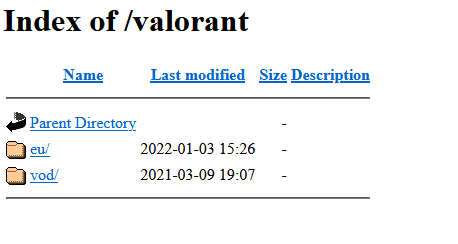 Index of /valorant
Name Last modified Size Description
Parent Directory -
eu/ 2022-01-03 15:26 -
vod/ 2021-03-09 19:07 -